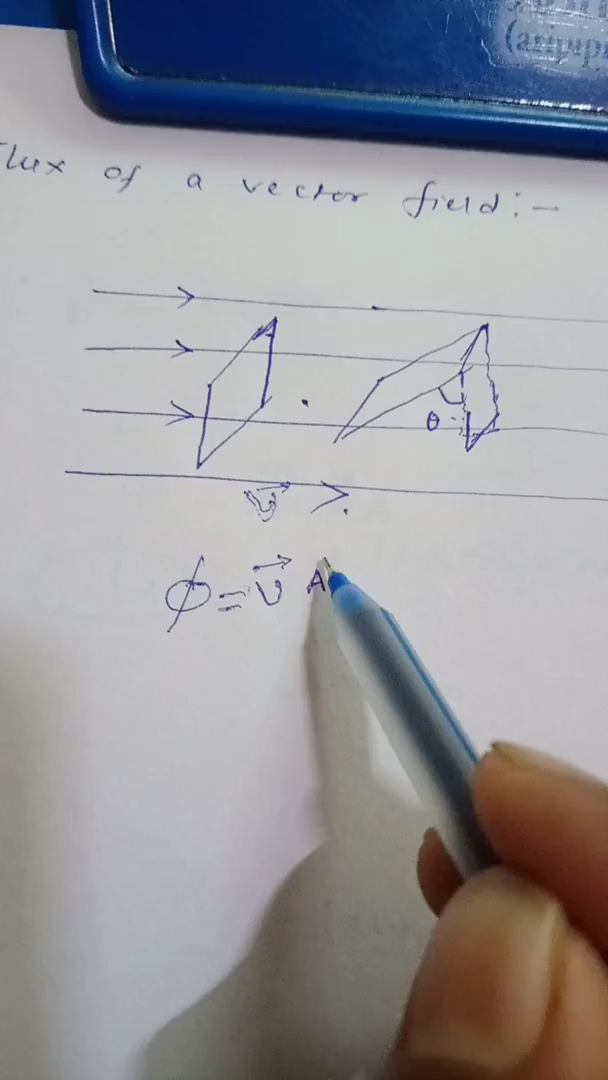 flux of a vector field:-
θ
v⃗ >.
ϕ = v⃗ A